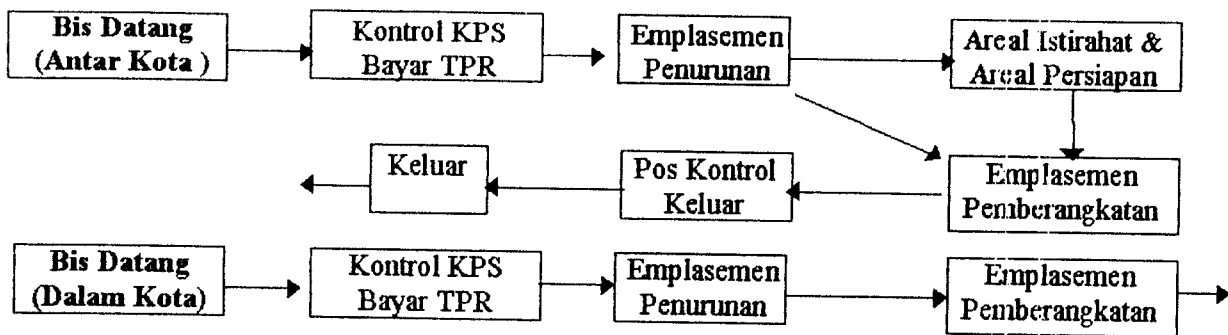 Bis Datang
(Antar Kota )
Kontrol KPS
Bayar TPR
Emplasemen
Penurunan
Areal Istirahat &
Areal Persiapan
Keluar
Pos Kontrol
Keluar
Emplasemen
Pemberangkatan
Bis Datang
(Dalam Kota)
Kontrol KPS
Bayar TPR
Emplasemen
Penurunan
Emplasemen
Pemberangkatan